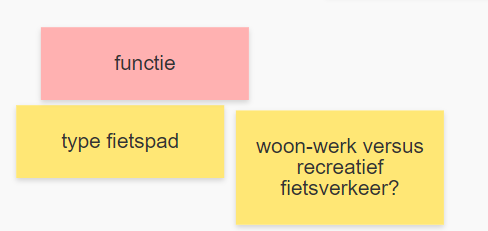 functie
type fietspad
woon-werk versus
recreatief
fietsverkeer?